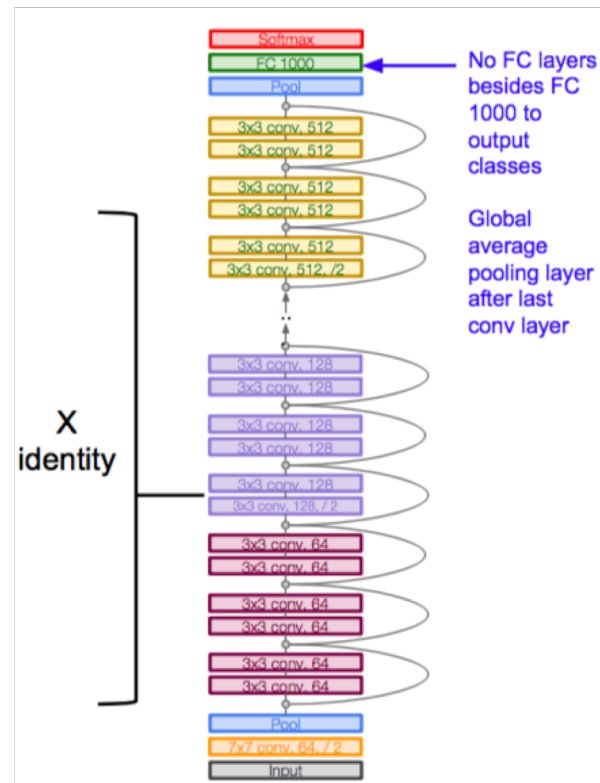 Softmax
FC 1000
Pool
3x3 conv, 512
3x3 conv, 512
3x3 conv, 512
3x3 conv, 512
3x3 conv, 512
3x3 conv, 512, /2
..
3x3 conv, 128
3x3 conv, 128
3x3 conv, 128
3x3 conv, 128
3x3 conv, 128
3x3 conv, 128, / 2
3x3 conv, 64
3x3 conv, 64
3x3 conv, 64
3x3 conv, 64
3x3 conv, 64
3x3 conv, 64
Pool
7x7 conv, 64, / 2
Input
X
identity
No FC layers
besides FC
1000 to
output
classes
Global
average
pooling layer
after last
conv layer